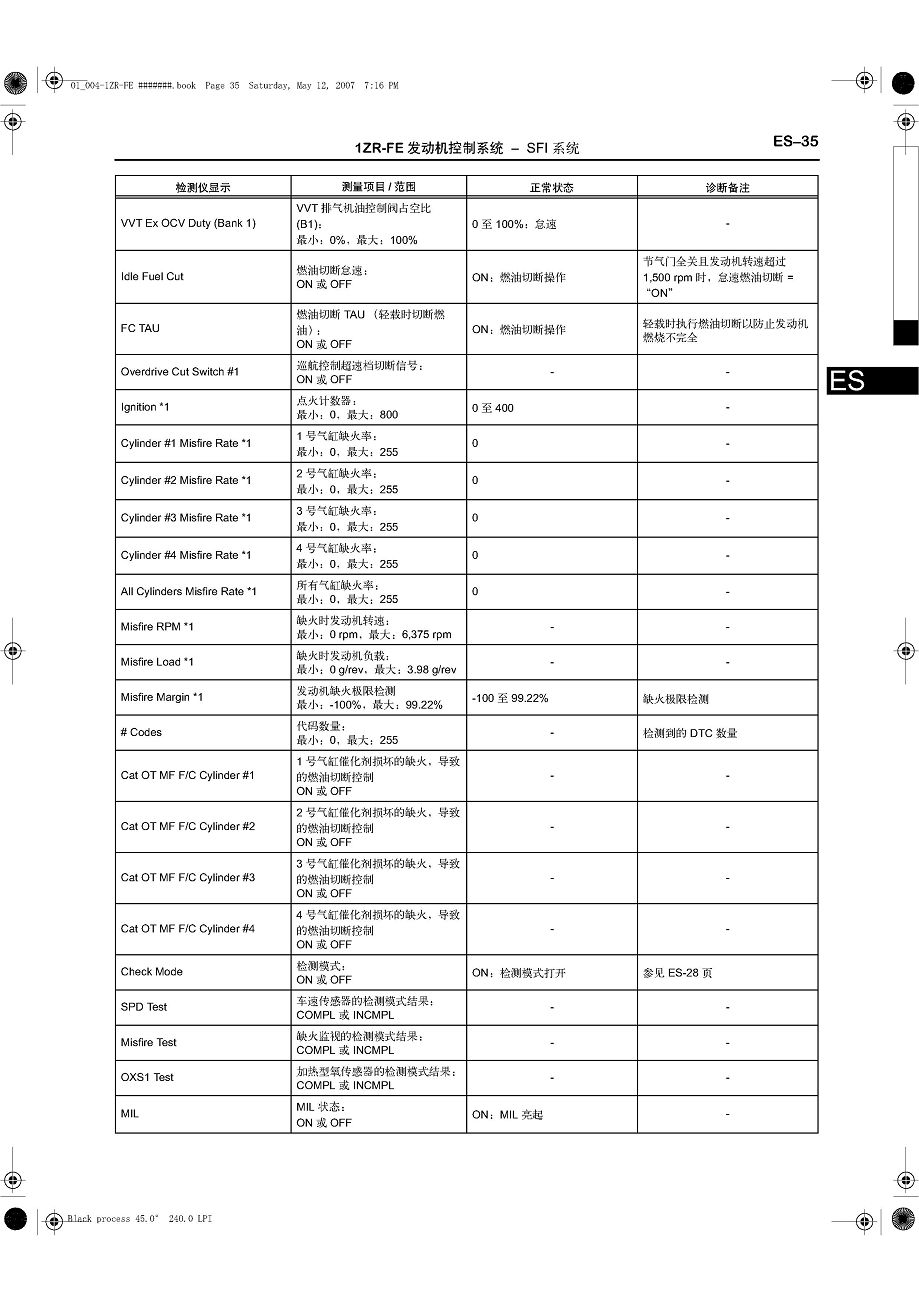 01_004-1ZR-FE #######.book Page 35 Saturday, May 12, 2007 7:16 PM
1ZR-FE 发动机控制系统 – SFI 系统
ES–35
检测仪显示 测量项目 / 范围 正常状态 诊断备注
VVT Ex OCV Duty (Bank 1)
VVT 排气机油控制阀占空比
(B1):
最小:0%,最大:100%
0 至 100%:怠速
-
Idle Fuel Cut
燃油切断怠速:
ON 或 OFF
ON:燃油切断操作
节气门全关且发动机转速超过
1,500 rpm 时,怠速燃油切断 =
“ON”
FC TAU
燃油切断 TAU (轻载时切断燃
油):
ON 或 OFF
ON:燃油切断操作
轻载时执行燃油切断以防止发动机
燃烧不完全
Overdrive Cut Switch #1
巡航控制超速档切断信号:
ON 或 OFF
-
-
Ignition *1
点火计数器:
最小:0,最大:800
0 至 400
-
Cylinder #1 Misfire Rate *1
1 号气缸缺火率:
最小:0,最大:255
0
-
Cylinder #2 Misfire Rate *1
2 号气缸缺火率:
最小:0,最大:255
0
-
Cylinder #3 Misfire Rate *1
3 号气缸缺火率:
最小:0,最大:255
0
-
Cylinder #4 Misfire Rate *1
4 号气缸缺火率:
最小:0,最大:255
0
-
All Cylinders Misfire Rate *1
所有气缸缺火率:
最小:0,最大:255
0
-
Misfire RPM *1
缺火时发动机转速:
最小:0 rpm,最大:6,375 rpm
-
-
Misfire Load *1
缺火时发动机负载:
最小:0 g/rev,最大:3.98 g/rev
-
-
Misfire Margin *1
发动机缺火极限检测
最小:-100%,最大:99.22%
-100 至 99.22%
缺火极限检测
# Codes
代码数量:
最小:0,最大:255
-
检测到的 DTC 数量
Cat OT MF F/C Cylinder #1
1 号气缸催化剂损坏的缺火,导致
的燃油切断控制
ON 或 OFF
-
-
Cat OT MF F/C Cylinder #2
2 号气缸催化剂损坏的缺火,导致
的燃油切断控制
ON 或 OFF
-
-
Cat OT MF F/C Cylinder #3
3 号气缸催化剂损坏的缺火,导致
的燃油切断控制
ON 或 OFF
-
-
Cat OT MF F/C Cylinder #4
4 号气缸催化剂损坏的缺火,导致
的燃油切断控制
ON 或 OFF
-
-
Check Mode
检测模式:
ON 或 OFF
ON:检测模式打开
参见 ES-28 页
SPD Test
车速传感器的检测模式结果:
COMPL 或 INCMPL
-
-
Misfire Test
缺火监视的检测模式结果:
COMPL 或 INCMPL
-
-
OXS1 Test
加热型氧传感器的检测模式结果:
COMPL 或 INCMPL
-
-
MIL
MIL 状态:
ON 或 OFF
ON:MIL 亮起
-
ES
Black process 45.0° 240.0 LPI